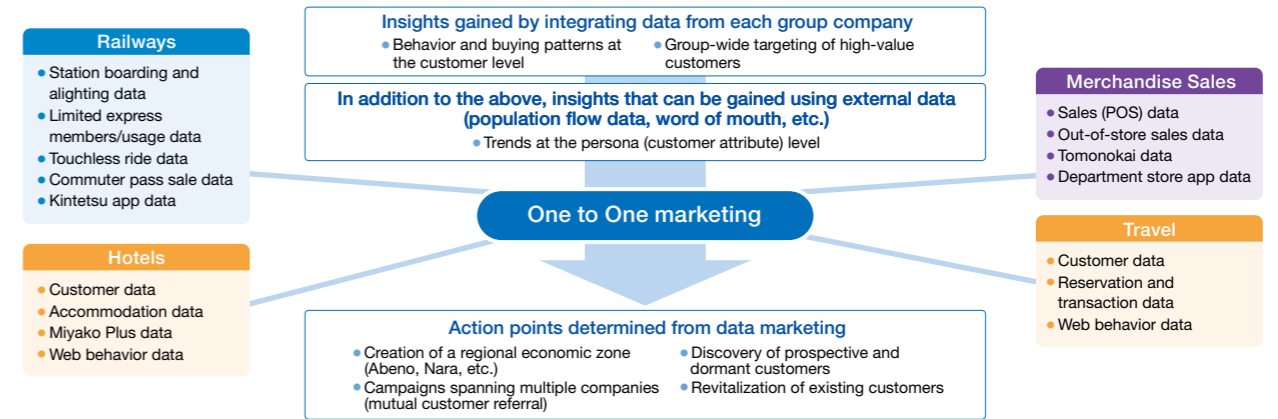 Insights gained by integrating data from each group company
• Behavior and buying patterns at
the customer level
• Group-wide targeting of high-value
customers
In addition to the above, insights that can be gained using external data
(population flow data, word of mouth, etc.)
• Trends at the persona (customer attribute) level
Railways
• Station boarding and
alighting data
• Limited express
members/usage data
• Touchless ride data
• Commuter pass sale data
• Kintetsu app data
Merchandise Sales
• Sales (POS) data
• Out-of-store sales data
• Tomonokai data
• Department store app data
One to One marketing
Hotels
• Customer data
• Accommodation data
• Miyako Plus data
• Web behavior data
Travel
• Customer data
• Reservation and
transaction data
• Web behavior data
Action points determined from data marketing
• Creation of a regional economic zone
(Abeno, Nara, etc.)
• Campaigns spanning multiple companies
(mutual customer referral)
• Discovery of prospective and
dormant customers
• Revitalization of existing customers